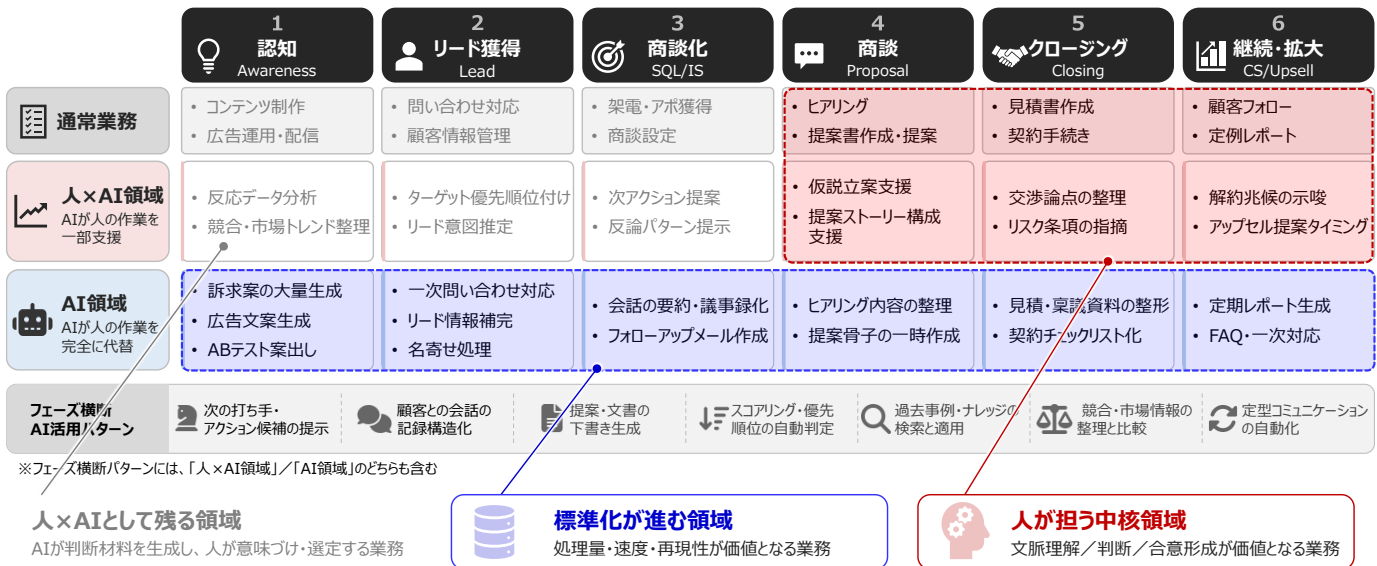 1
認知
Awareness
2
リード獲得
Lead
3
商談化
SQL/IS
4
商談
Proposal
5
クロージング
Closing
6
継続・拡大
CS/Upsell
通常業務
• コンテンツ制作
• 広告運用・配信
• 問い合わせ対応
• 顧客情報管理
• 架電・アポ獲得
• 商談設定
• ヒアリング
• 提案書作成・提案
• 見積書作成
• 契約手続き
• 顧客フォロー
• 定例レポート
人×AI領域
AIが人の作業を
一部支援
• 反応データ分析
• 競合・市場トレンド整理
• ターゲット優先順位付け
• リード意図推定
• 次アクション提案
• 反論パターン提示
• 仮説立案支援
• 提案ストーリー構成
支援
• 交渉論点の整理
• リスク条項の指摘
• 解約兆候の示唆
• アップセル提案タイミング
AI領域
AIが人の作業を
完全に代替
• 訴求案の大量生成
• 広告文案生成
• ABテスト案出し
• 一次問い合わせ対応
• リード情報補完
• 名寄せ処理
• 会話の要約・議事録化
• フォローアップメール作成
• ヒアリング内容の整理
• 提案骨子の一時作成
• 見積・稟議資料の整形
• 契約チェックリスト化
• 定期レポート生成
• FAQ・一次対応
フェーズ横断
AI活用パターン
次の打ち手・
アクション候補の提示
顧客との会話の
記録構造化
提案・文書の
下書き生成
スコアリング・優先
順位の自動判定
過去事例・ナレッジの
検索と適用
競合・市場情報の
整理と比較
定型コミュニケーション
の自動化
※フェーズ横断パターンには、「人×AI領域」／「AI領域」のどちらも含む
人×AIとして残る領域
AIが判断材料を生成し、人が意味づけ・選定する業務
標準化が進む領域
処理量・速度・再現性が価値となる業務
人が担う中核領域
文脈理解／判断／合意形成が価値となる業務